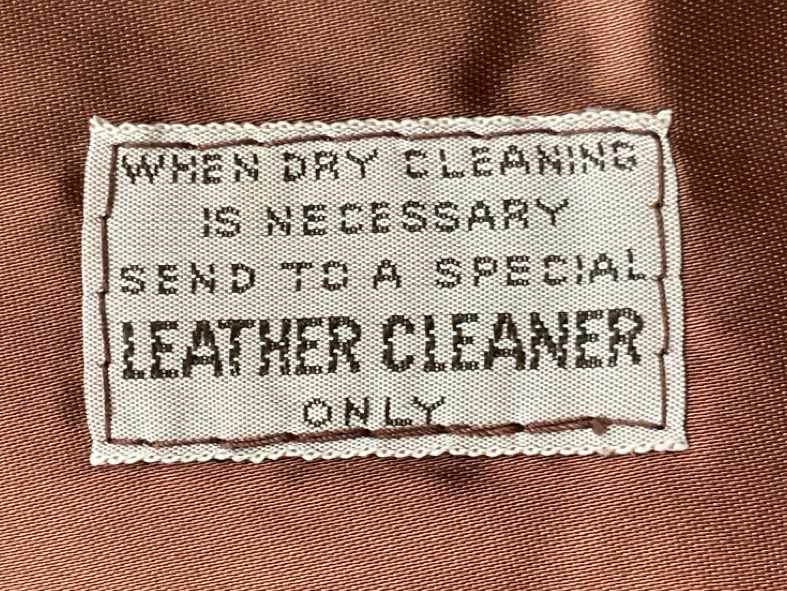 WHEN DRY CLEANING
IS NECESSARY
SEND TO A SPECIAL
LEATHER CLEANER
ONLY